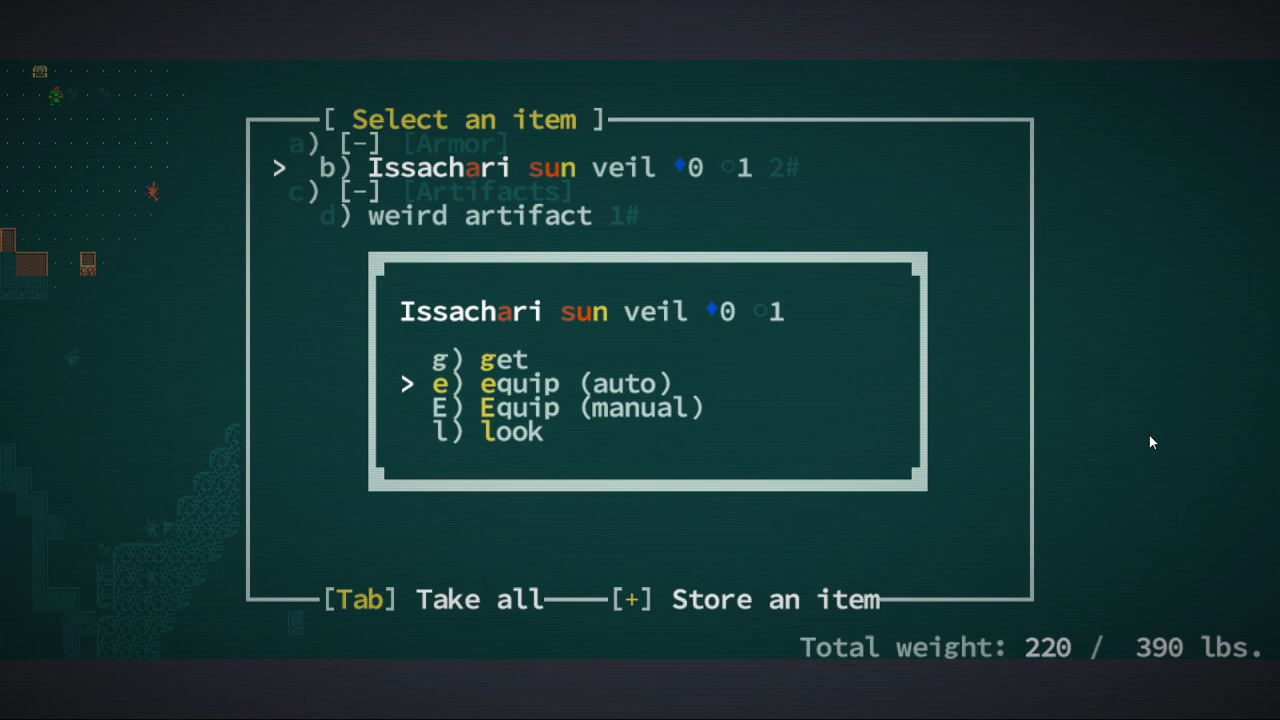 [ Select an item ]
a) [-] [Armor]
> b) Issachari sun veil ♦0 ○1 2#
c) [-] [Artifacts]
d) weird artifact 1#
Issachari sun veil ♦0 ○1
g) get
> e) equip (auto)
E) Equip (manual)
l) look
[Tab] Take all [+] Store an item
Total weight: 220 / 390 lbs.